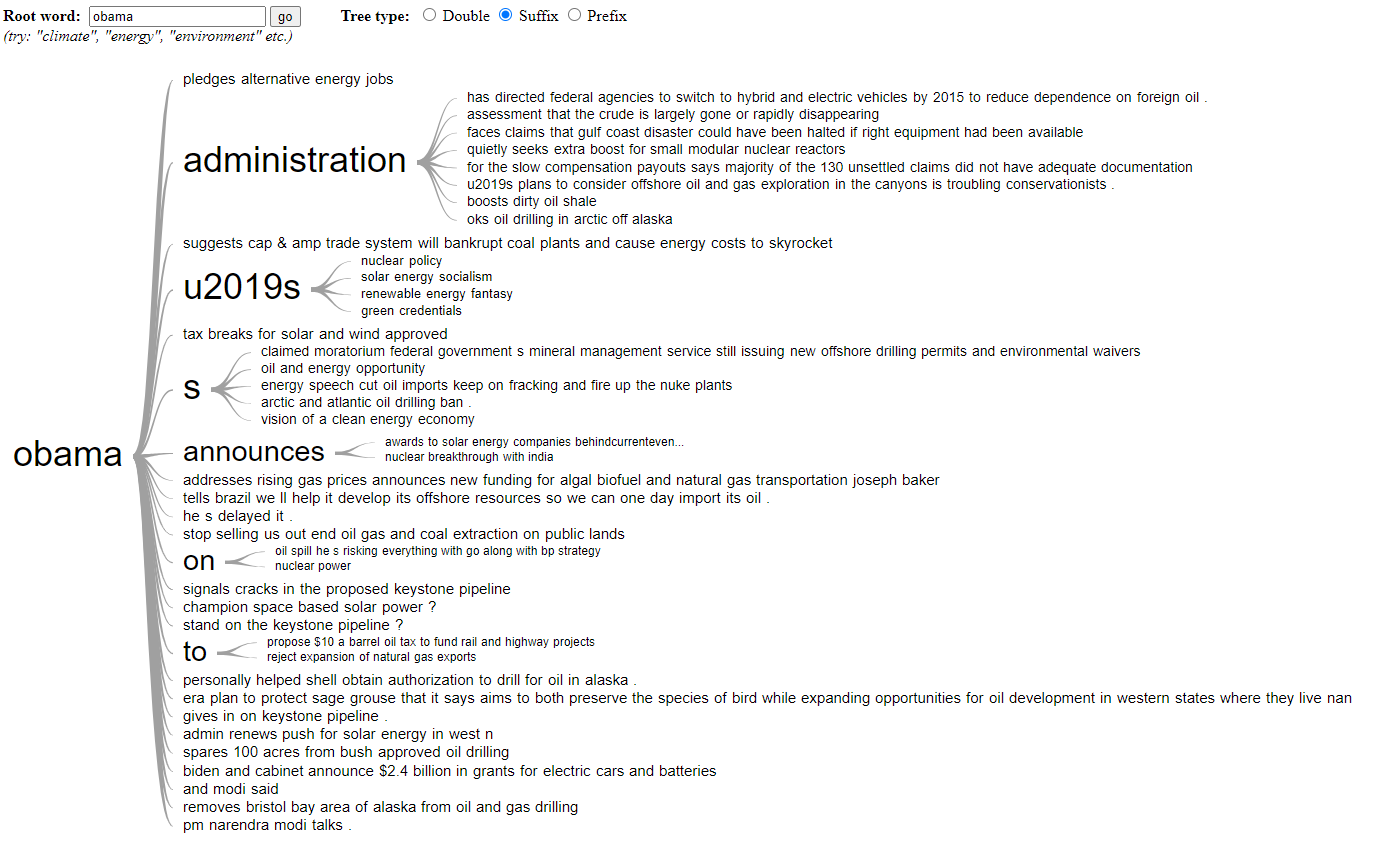 Root word: obama go Tree type: Double Suffix Prefix
(try: "climate", "energy", "environment" etc.)
pledges alternative energy jobs
administration
has directed federal agencies to switch to hybrid and electric vehicles by 2015 to reduce dependence on foreign oil .
assessment that the crude is largely gone or rapidly disappearing
faces claims that gulf coast disaster could have been halted if right equipment had been available
quietly seeks extra boost for small modular nuclear reactors
for the slow compensation payouts says majority of the 130 unsettled claims did not have adequate documentation
u2019s plans to consider offshore oil and gas exploration in the canyons is troubling conservationists .
boosts dirty oil shale
oks oil drilling in arctic off alaska
suggests cap & amp trade system will bankrupt coal plants and cause energy costs to skyrocket
u2019s
nuclear policy
solar energy socialism
renewable energy fantasy
green credentials
tax breaks for solar and wind approved
s
claimed moratorium federal government s mineral management service still issuing new offshore drilling permits and environmental waivers
oil and energy opportunity
energy speech cut oil imports keep on fracking and fire up the nuke plants
arctic and atlantic oil drilling ban .
vision of a clean energy economy
obama
announces
awards to solar energy companies behindcurrenteven...
nuclear breakthrough with india
addresses rising gas prices announces new funding for algal biofuel and natural gas transportation joseph baker
tells brazil we ll help it develop its offshore resources so we can one day import its oil .
he s delayed it .
stop selling us out end oil gas and coal extraction on public lands
on
oil spill he s risking everything with go along with bp strategy
nuclear power
signals cracks in the proposed keystone pipeline
champion space based solar power ?
stand on the keystone pipeline ?
to
propose $10 a barrel oil tax to fund rail and highway projects
reject expansion of natural gas exports
personally helped shell obtain authorization to drill for oil in alaska .
era plan to protect sage grouse that it says aims to both preserve the species of bird while expanding opportunities for oil development in western states where they live nan
gives in on keystone pipeline .
admin renews push for solar energy in west n
spares 100 acres from bush approved oil drilling
biden and cabinet announce $2.4 billion in grants for electric cars and batteries
and modi said
removes bristol bay area of alaska from oil and gas drilling
pm narendra modi talks .